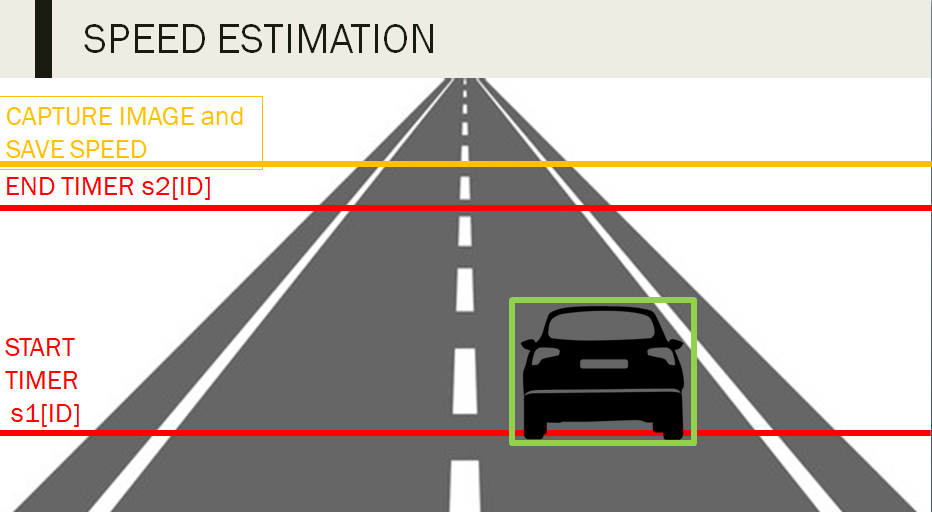 SPEED ESTIMATION
CAPTURE IMAGE and
SAVE SPEED
END TIMER s2[ID]
START
TIMER
s1[ID]